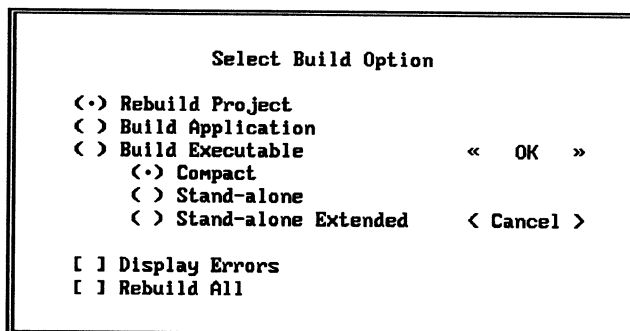 Select Build Option
(·) Rebuild Project
( ) Build Application
( ) Build Executable « OK »
(·) Compact
( ) Stand-alone
( ) Stand-alone Extended < Cancel >
[ ] Display Errors
[ ] Rebuild All